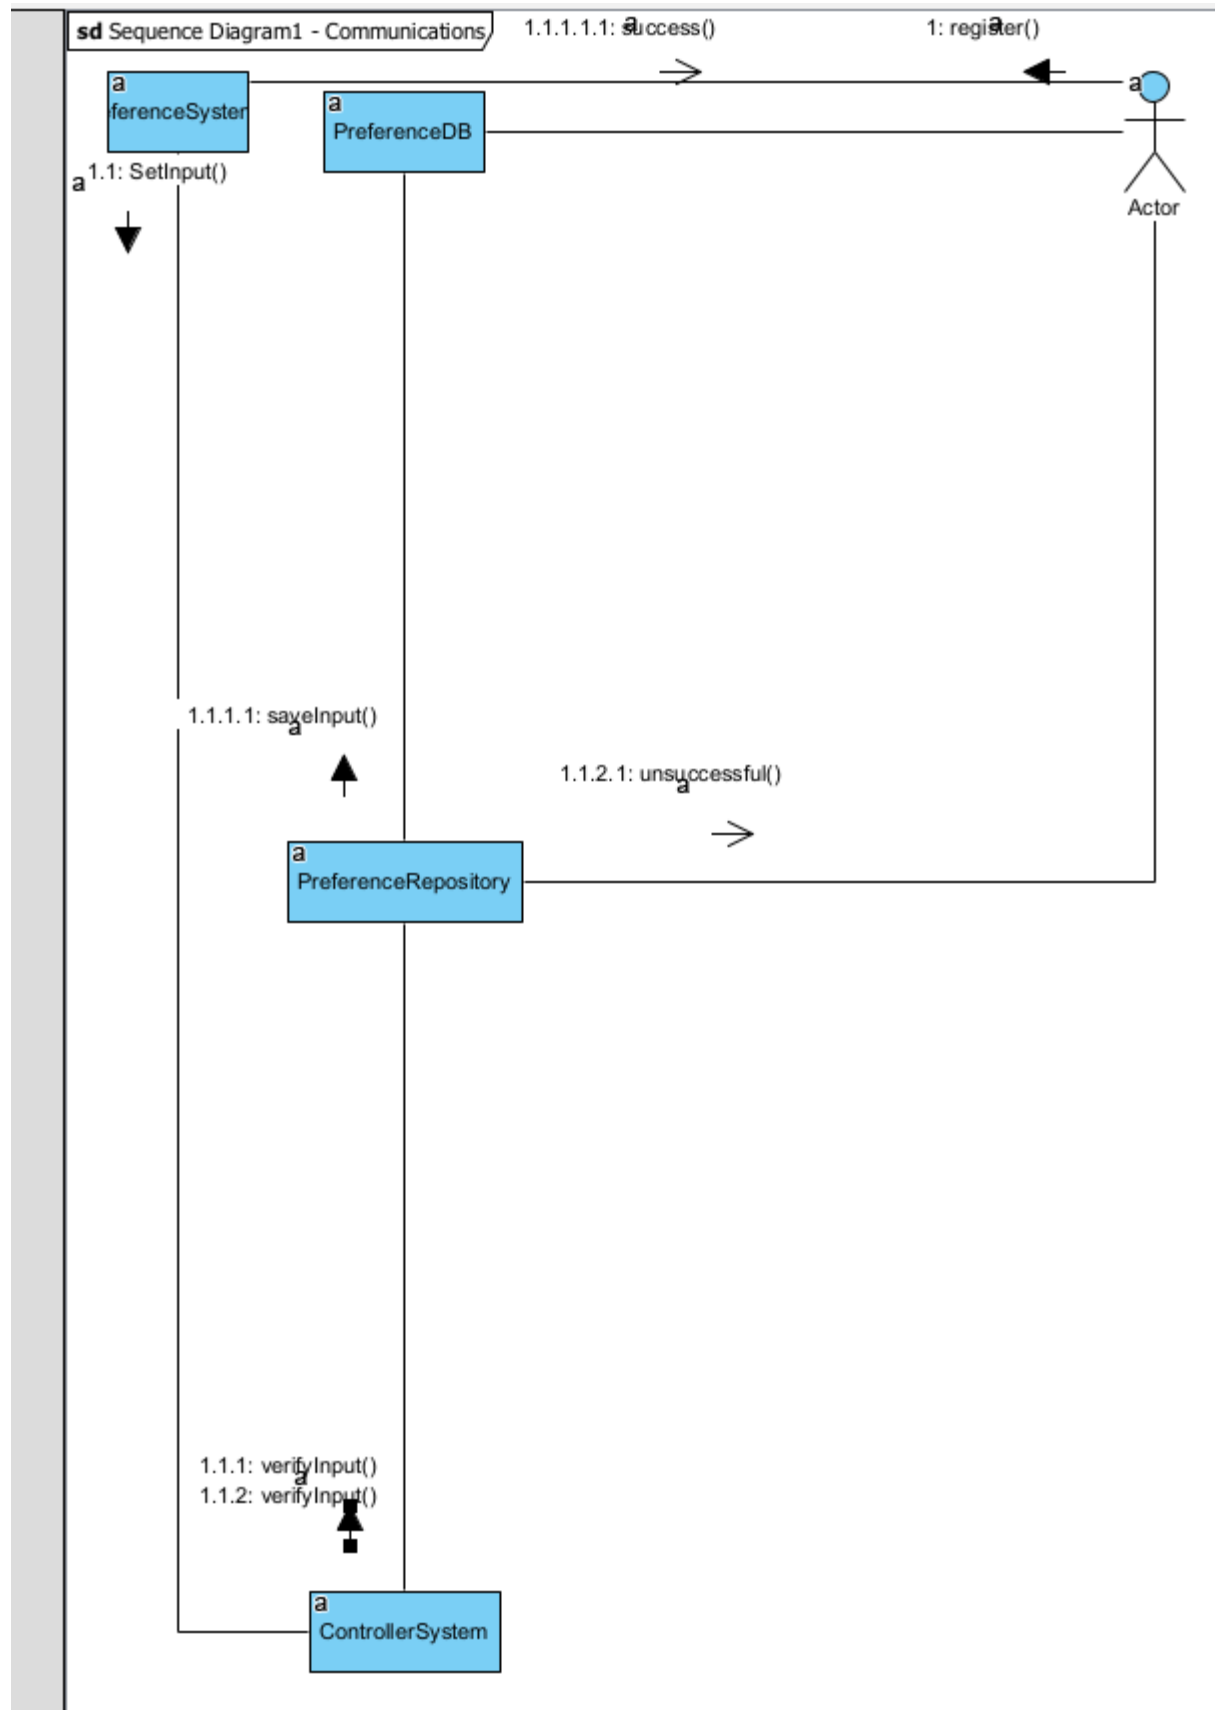 sd Sequence Diagram1 - Communications
1.1.1.1.1: success()
a
1: register()
a
a
ferenceSystem
a
PreferenceDB
a
Actor
1.1: SetInput()
a
1.1.1.1: saveInput()
a
1.1.2.1: unsuccessful()
a
a
PreferenceRepository
1.1.1: verifyInput()
a
1.1.2: verifyInput()
a
ControllerSystem